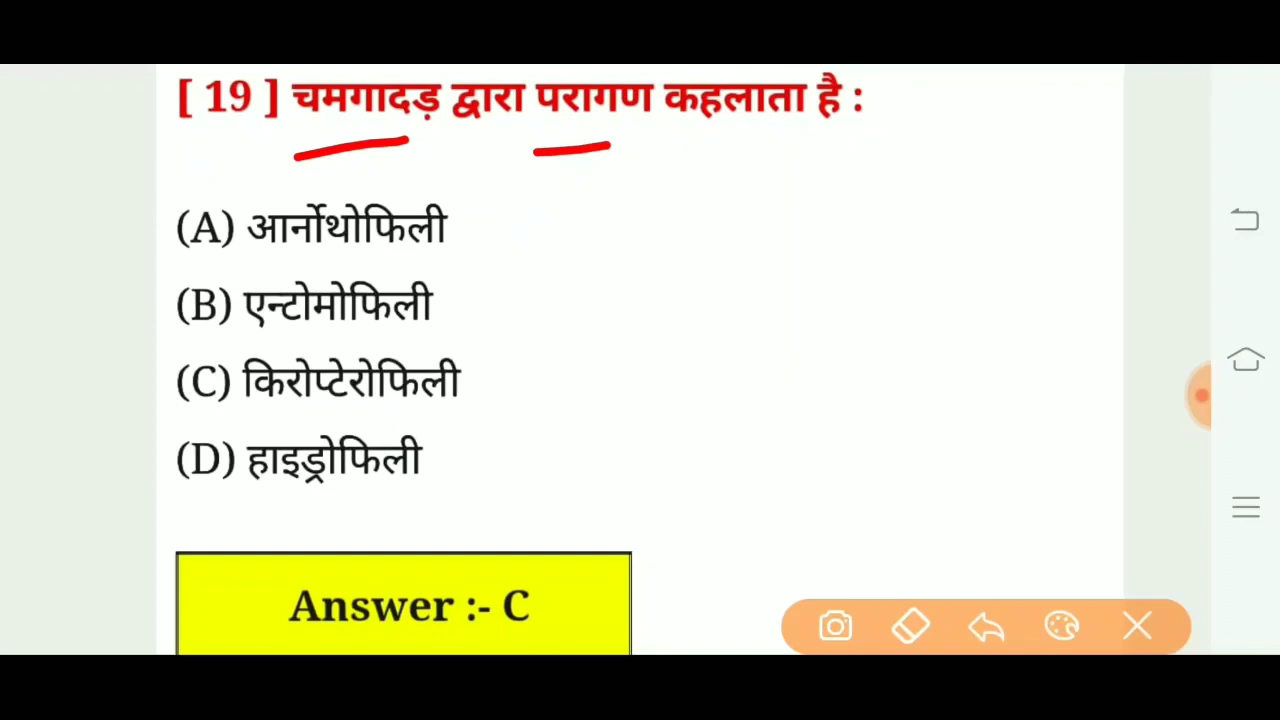 [ 19 ] चमगादड़ द्वारा परागण कहलाता है :
(A) आर्नोथोफिली
(B) एन्टोमोफिली
(C) किरोप्टेरोफिली
(D) हाइड्रोफिली
Answer :- C